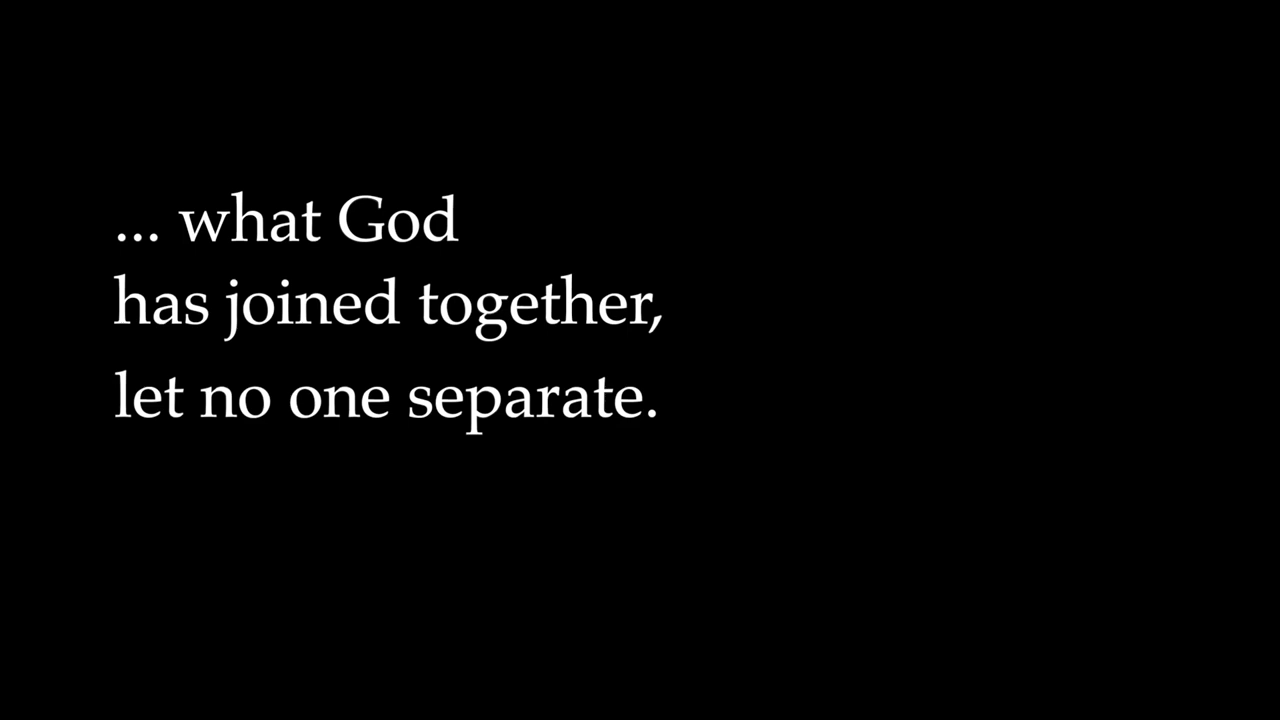 ... what God
has joined together,
let no one separate.